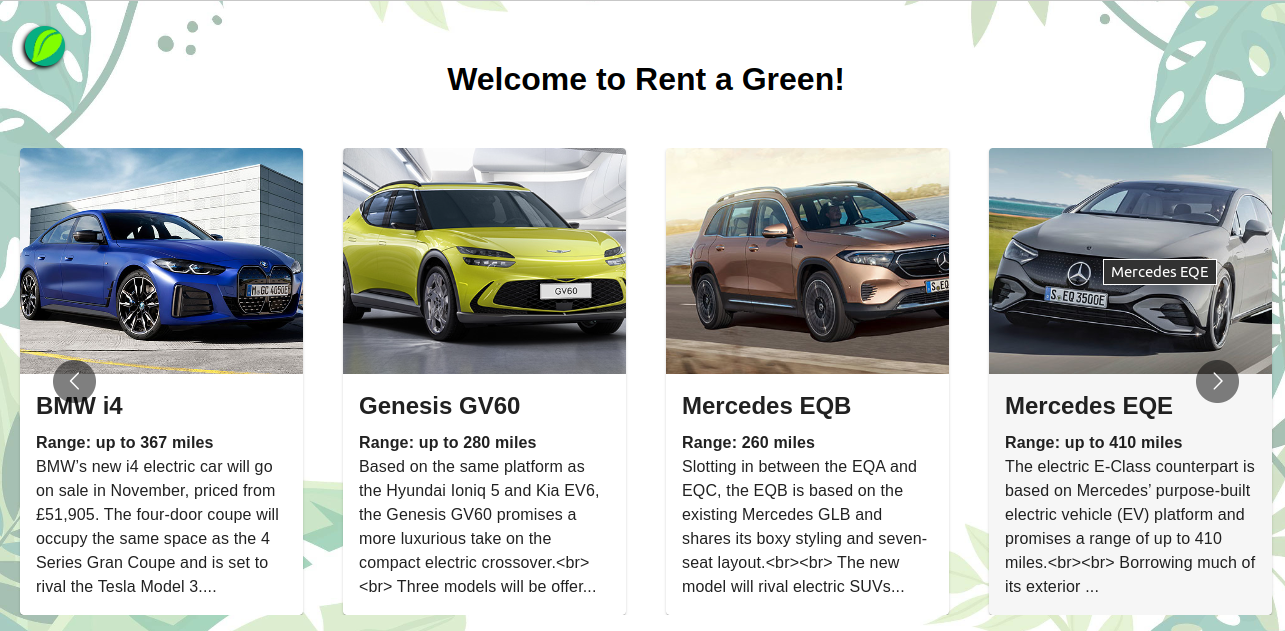 Welcome to Rent a Green!
M·GC 4050E
GV60
S·EQ
Mercedes EQE
S·EQ 3500E
BMW i4
Range: up to 367 miles
BMW’s new i4 electric car will go
on sale in November, priced from
£51,905. The four-door coupe will
occupy the same space as the 4
Series Gran Coupe and is set to
rival the Tesla Model 3....
Genesis GV60
Range: up to 280 miles
Based on the same platform as
the Hyundai Ioniq 5 and Kia EV6,
the Genesis GV60 promises a
more luxurious take on the
compact electric crossover.<br>
<br> Three models will be offer...
Mercedes EQB
Range: 260 miles
Slotting in between the EQA and
EQC, the EQB is based on the
existing Mercedes GLB and
shares its boxy styling and seven-
seat layout.<br><br> The new
model will rival electric SUVs...
Mercedes EQE
Range: up to 410 miles
The electric E-Class counterpart is
based on Mercedes’ purpose-built
electric vehicle (EV) platform and
promises a range of up to 410
miles.<br><br> Borrowing much of
its exterior ...